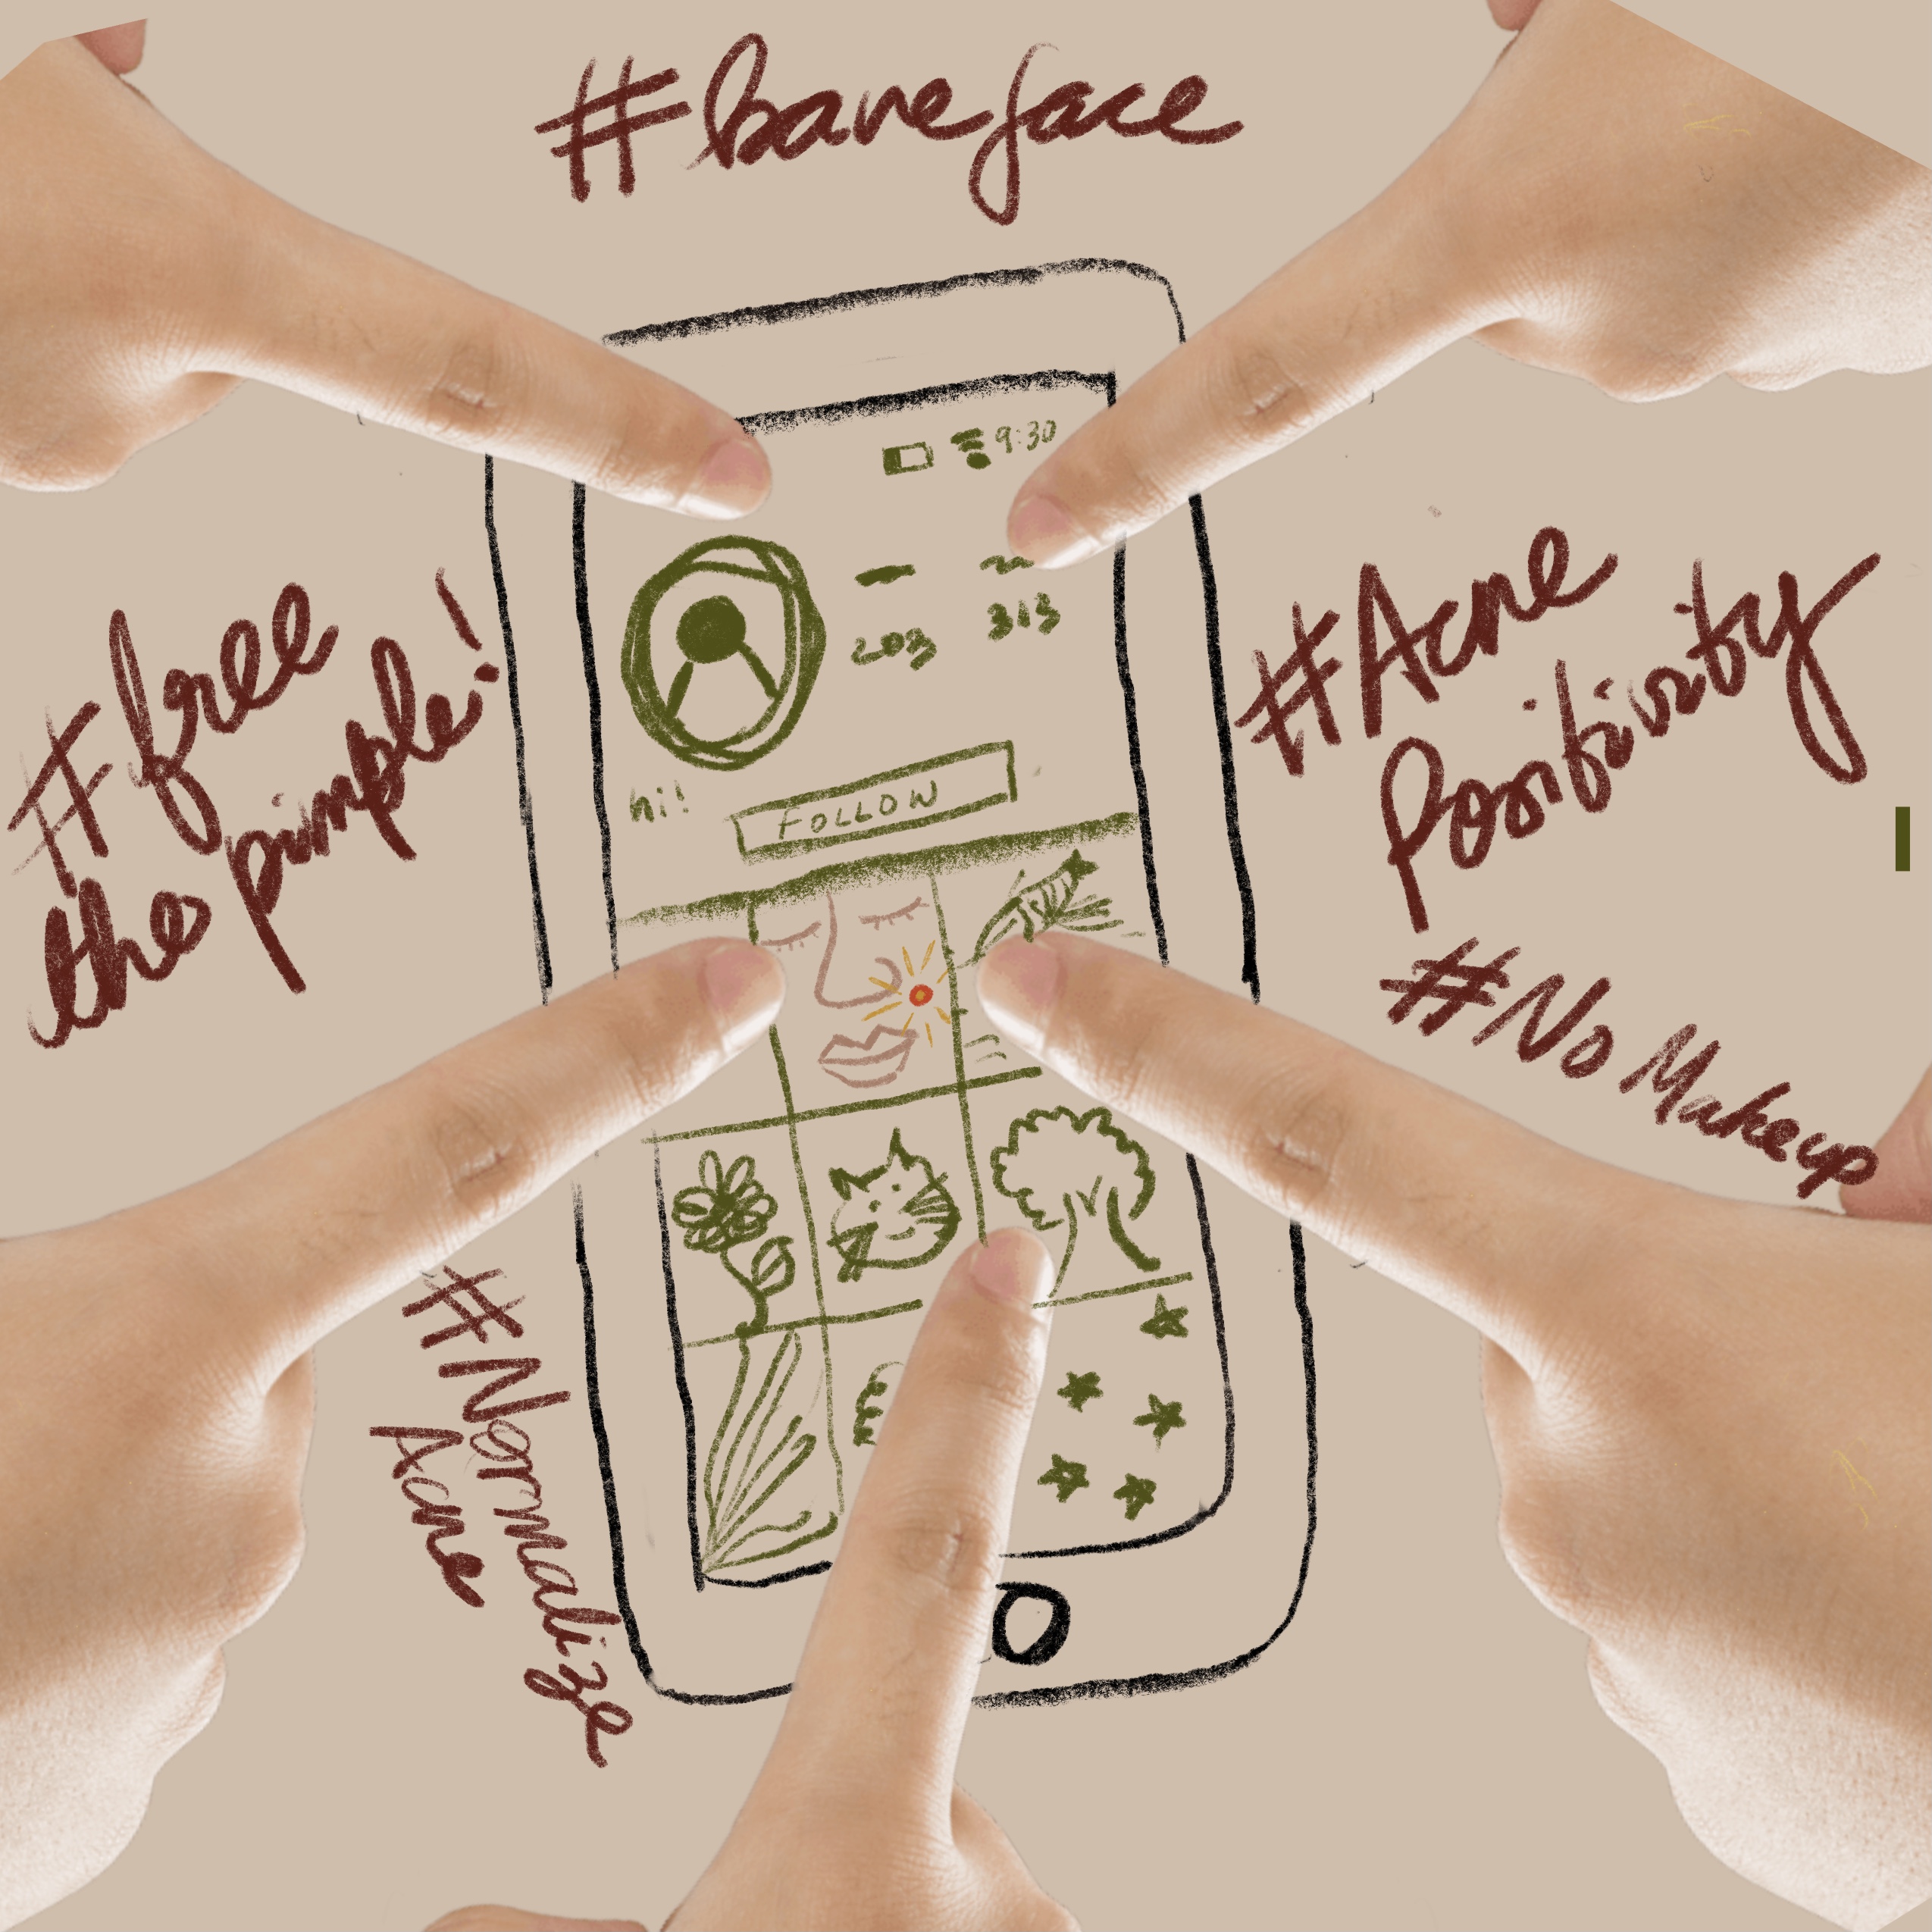 #bareface
9:30
203
313
hi!
FOLLOW
#free
the pimple!
#Acne
Positivity
#No Makeup
#Normalize
Acne